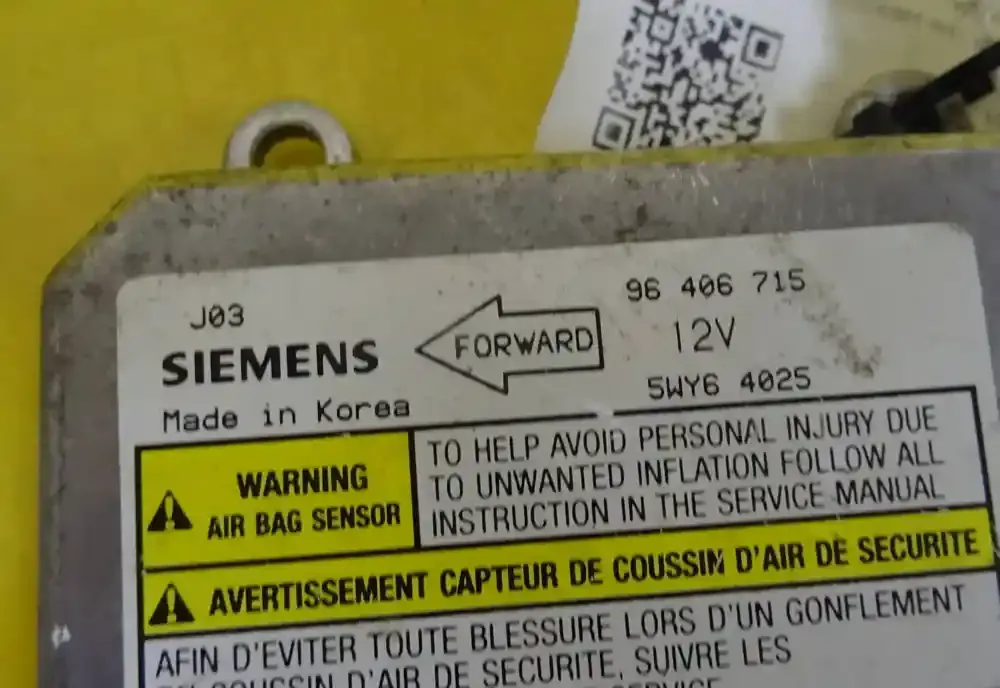 J03
SIEMENS
Made in Korea
FORWARD
96 406 715
12V
5WY6 4025
WARNING
AIR BAG SENSOR
TO HELP AVOID PERSONAL INJURY DUE
TO UNWANTED INFLATION FOLLOW ALL
INSTRUCTION IN THE SERVICE MANUAL
AVERTISSEMENT CAPTEUR DE COUSSIN D'AIR DE SECURITE
AFIN D'EVITER TOUTE BLESSURE LORS D'UN GONFLEMENT
COUSSIN D'AIR DE SECURITE, SUIVRE LES